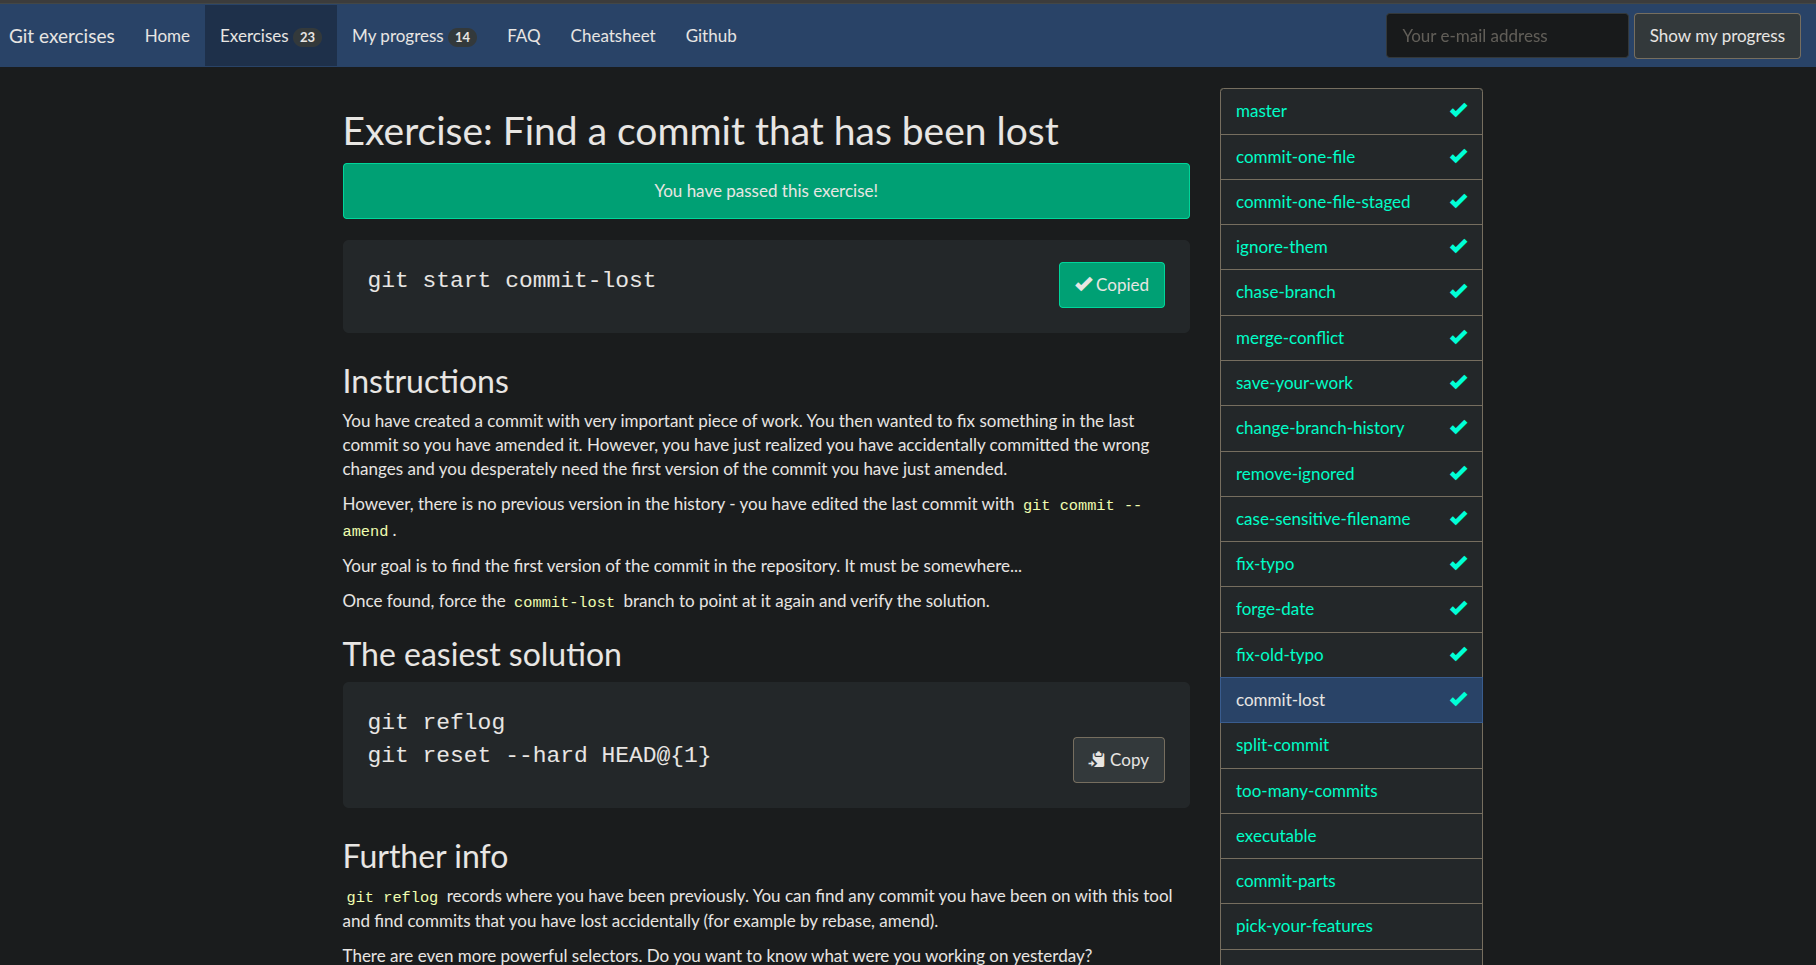 Git exercises Home Exercises 23 My progress 14 FAQ Cheatsheet Github Your e-mail address Show my progress
Exercise: Find a commit that has been lost
You have passed this exercise!
git start commit-lost
Copied
Instructions
You have created a commit with very important piece of work. You then wanted to fix something in the last
commit so you have amended it. However, you have just realized you have accidentally committed the wrong
changes and you desperately need the first version of the commit you have just amended.
However, there is no previous version in the history - you have edited the last commit with git commit --
amend.
Your goal is to find the first version of the commit in the repository. It must be somewhere...
Once found, force the commit-lost branch to point at it again and verify the solution.
The easiest solution
git reflog
git reset --hard HEAD@{1}
Copy
Further info
git reflog records where you have been previously. You can find any commit you have been on with this tool
and find commits that you have lost accidentally (for example by rebase, amend).
There are even more powerful selectors. Do you want to know what were you working on yesterday?
master
commit-one-file
commit-one-file-staged
ignore-them
chase-branch
merge-conflict
save-your-work
change-branch-history
remove-ignored
case-sensitive-filename
fix-typo
forge-date
fix-old-typo
commit-lost
split-commit
too-many-commits
executable
commit-parts
pick-your-features